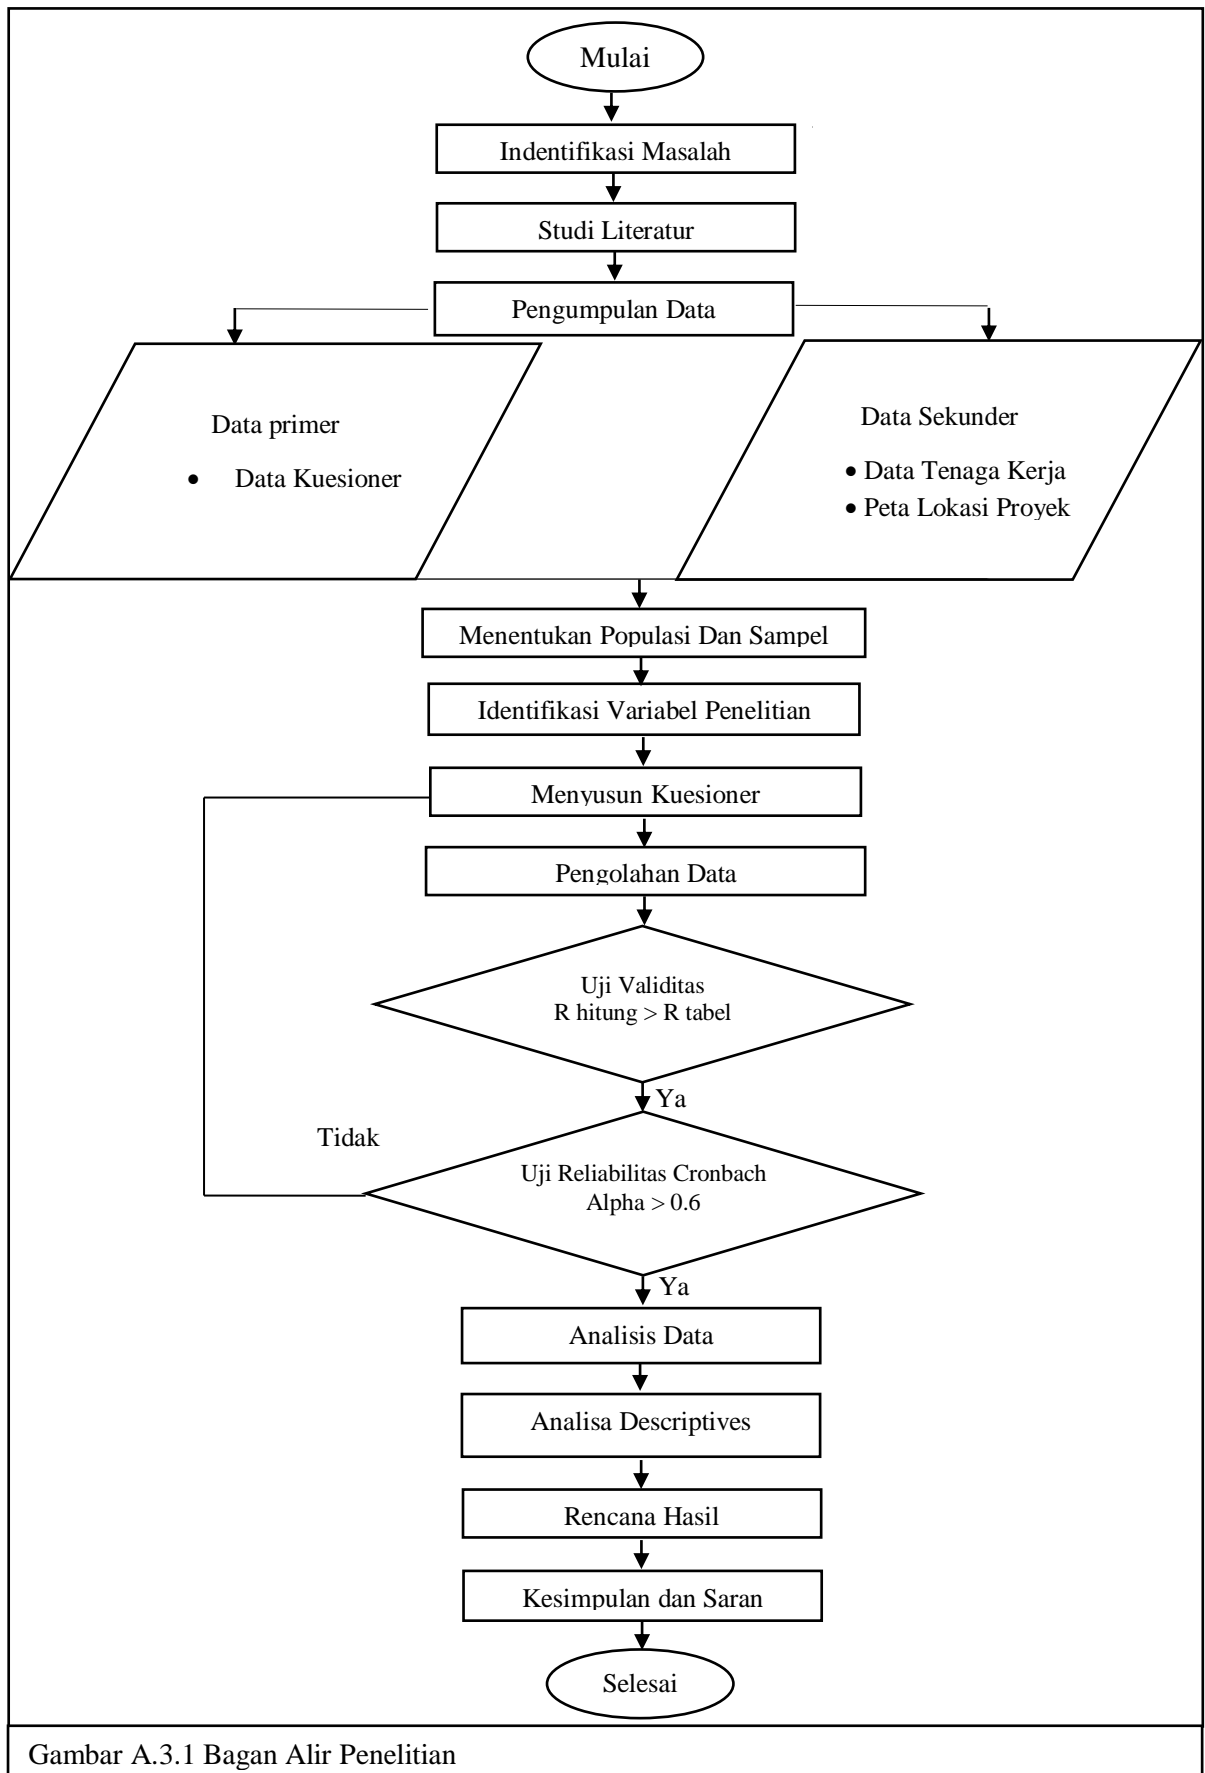 Mulai
Indentifikasi Masalah
Studi Literatur
Pengumpulan Data
Data primer
• Data Kuesioner
Data Sekunder
• Data Tenaga Kerja
• Peta Lokasi Proyek
Menentukan Populasi Dan Sampel
Identifikasi Variabel Penelitian
Menyusun Kuesioner
Pengolahan Data
Uji Validitas
R hitung > R tabel
Ya
Tidak
Uji Reliabilitas Cronbach
Alpha > 0.6
Ya
Analisis Data
Analisa Descriptives
Rencana Hasil
Kesimpulan dan Saran
Selesai
Gambar A.3.1 Bagan Alir Penelitian